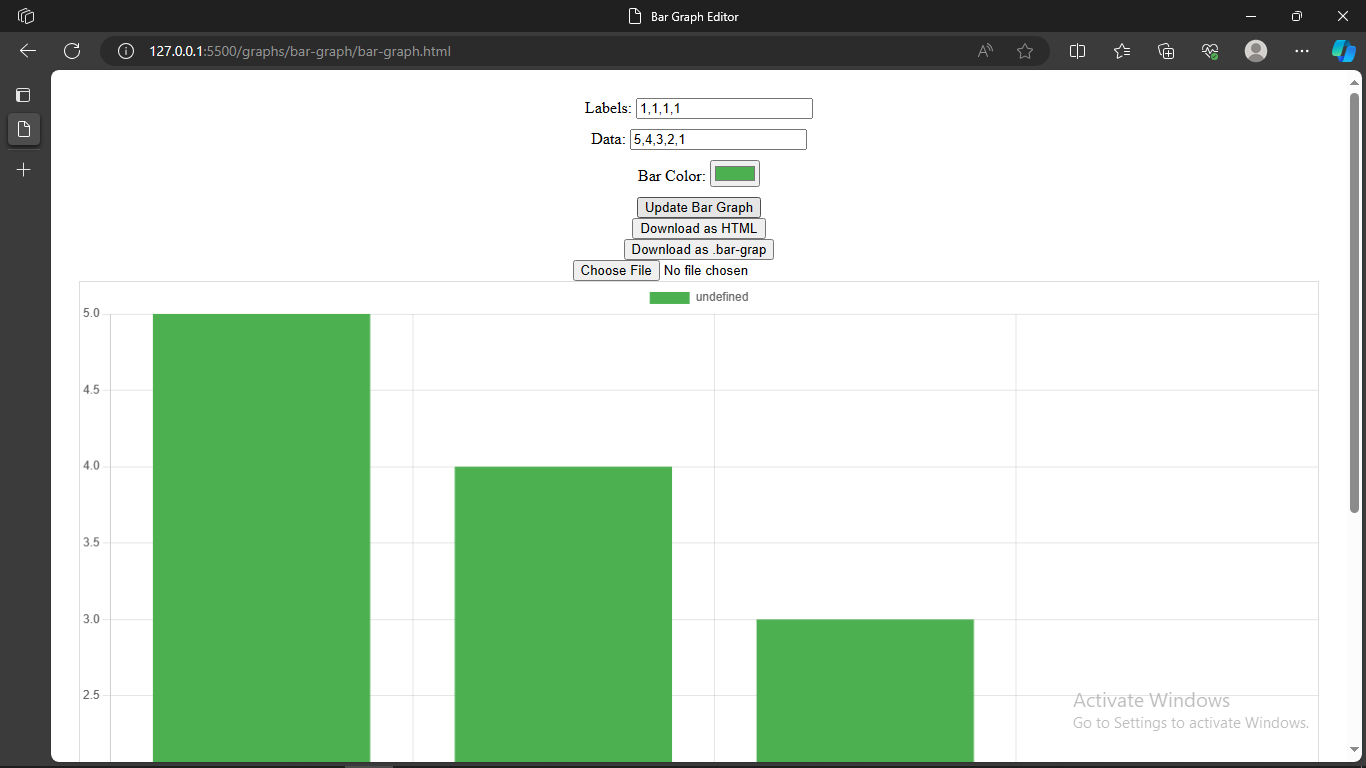 Bar Graph Editor
127.0.0.1:5500/graphs/bar-graph/bar-graph.html
Labels: 1,1,1,1
Data: 5,4,3,2,1
Bar Color:
Update Bar Graph
Download as HTML
Download as .bar-grap
Choose File No file chosen
undefined
5.0
4.5
4.0
3.5
3.0
2.5
Activate Windows
Go to Settings to activate Windows.